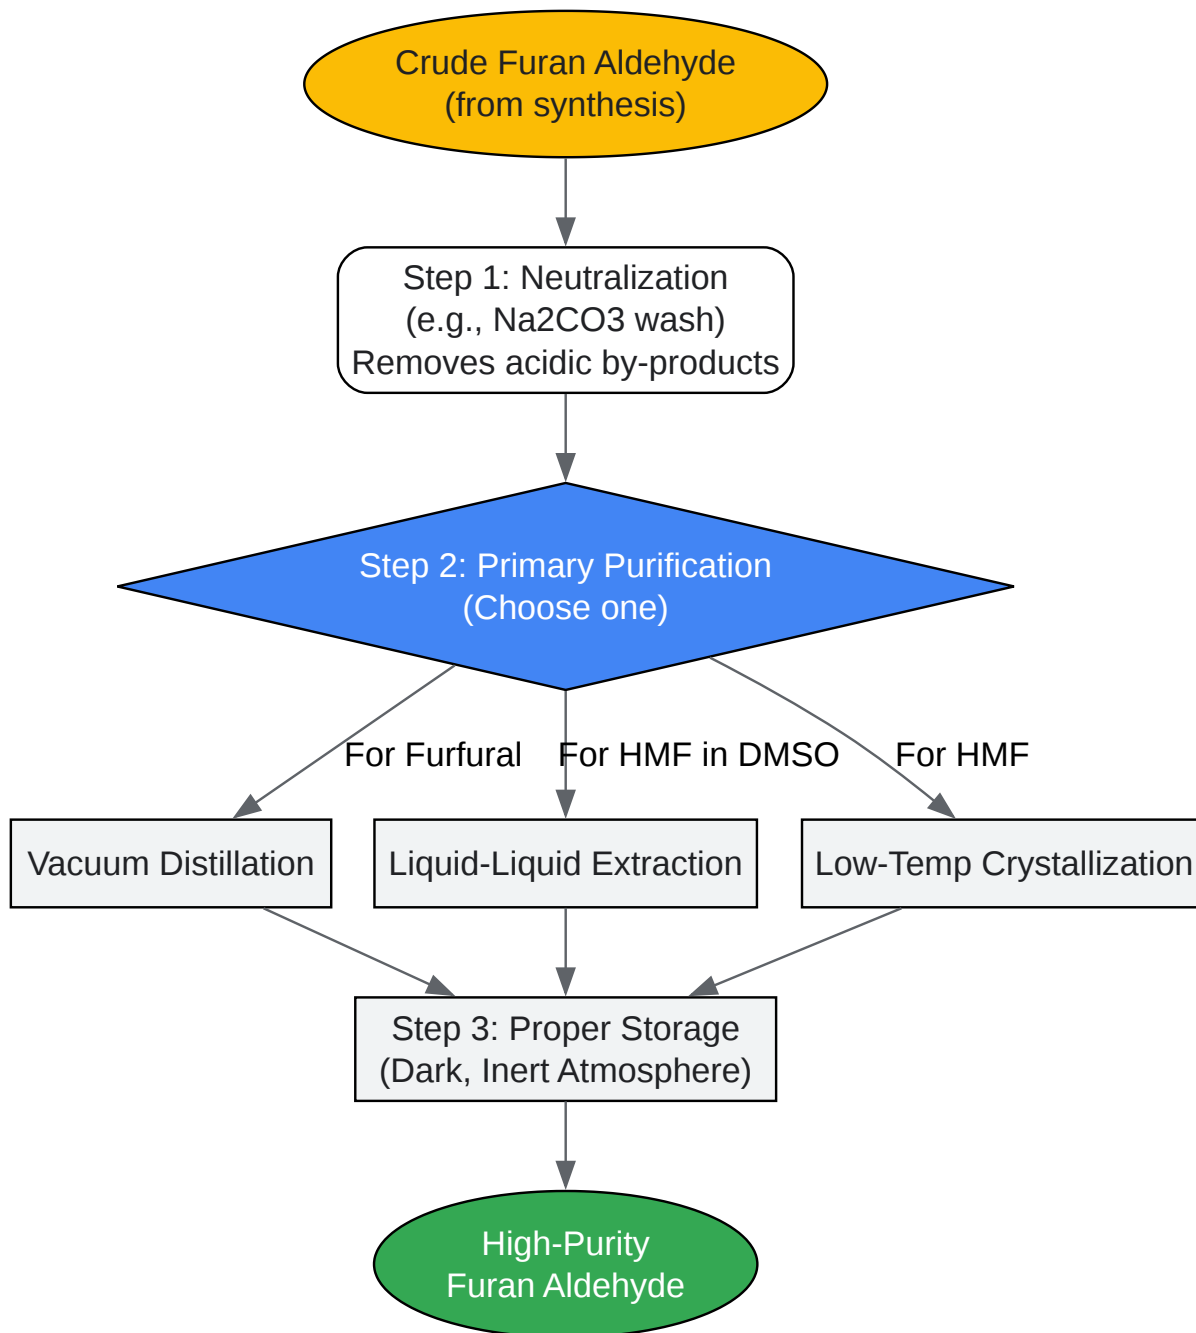 Crude Furan Aldehyde
(from synthesis)
Step 1: Neutralization
(e.g., Na2CO3 wash)
Removes acidic by-products
Step 2: Primary Purification
(Choose one)
For Furfural
For HMF in DMSO
For HMF
Vacuum Distillation
Liquid-Liquid Extraction
Low-Temp Crystallization
Step 3: Proper Storage
(Dark, Inert Atmosphere)
High-Purity
Furan Aldehyde